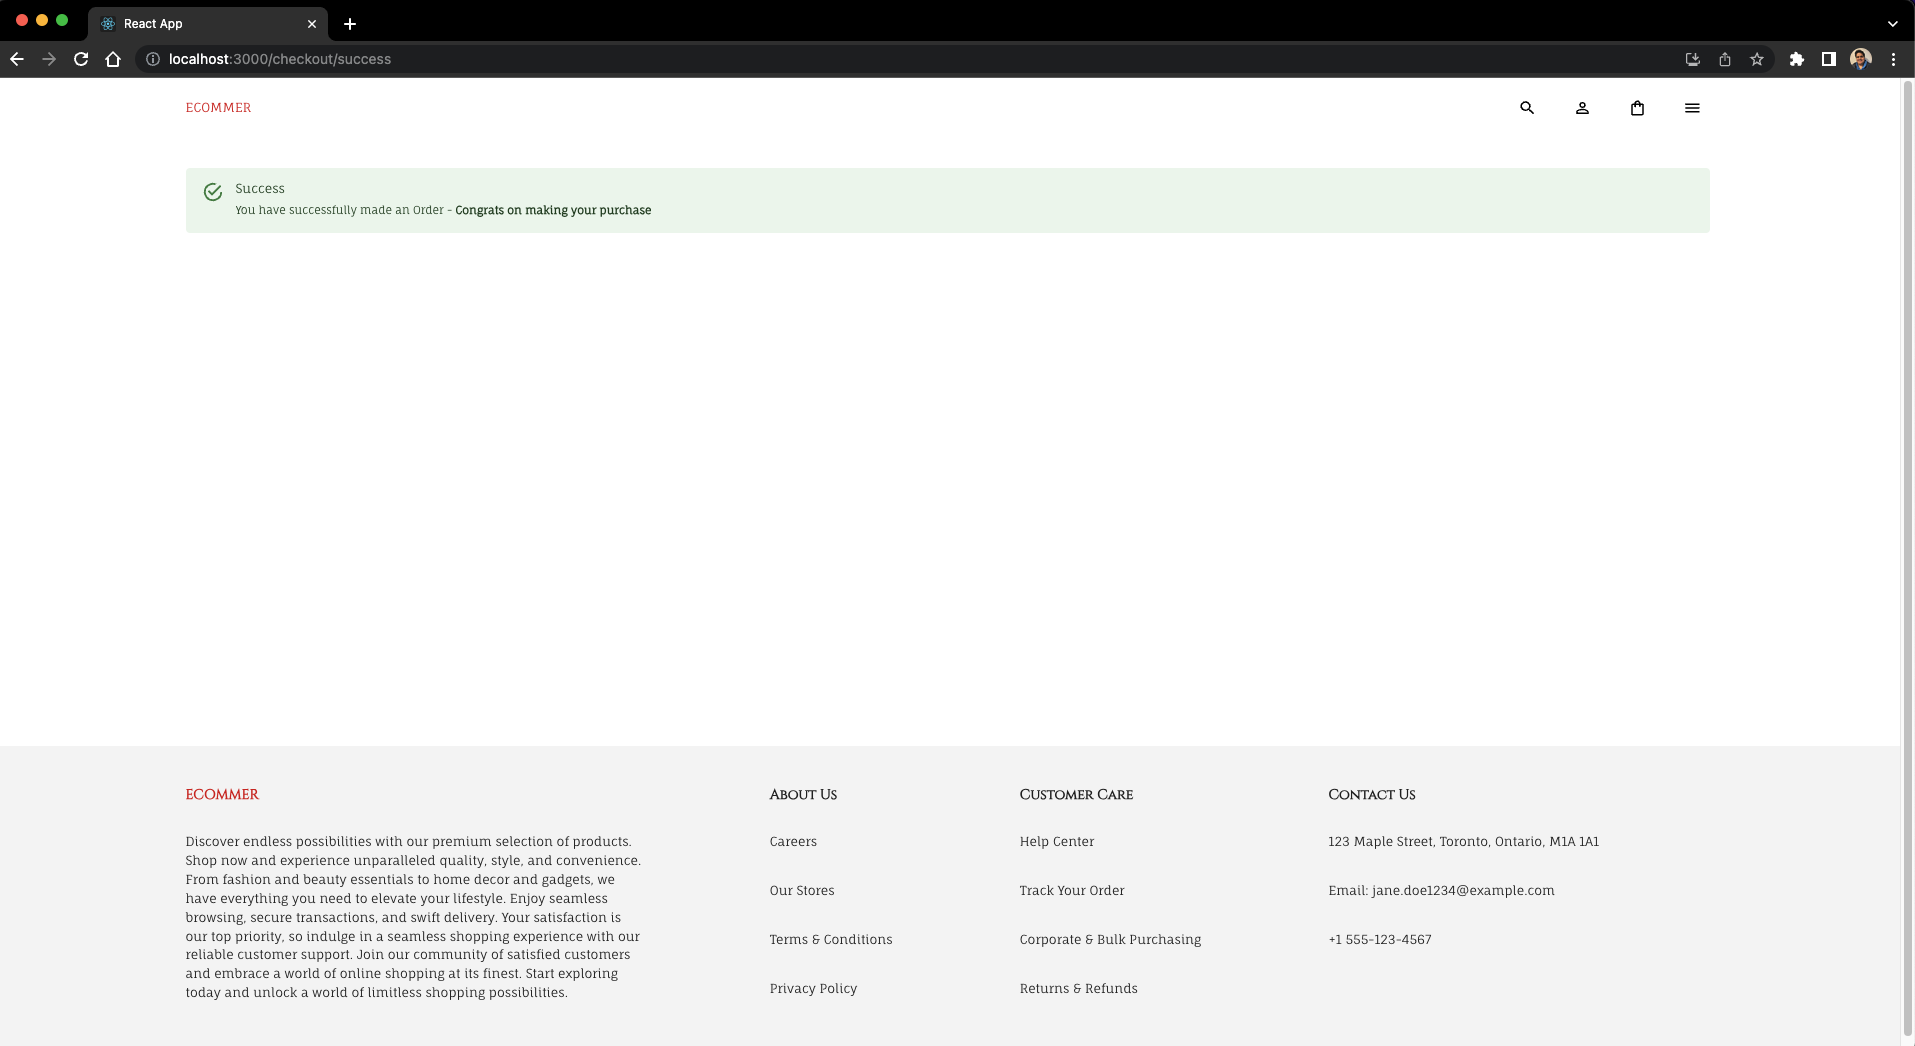 React App
localhost:3000/checkout/success
ECOMMER
Success
You have successfully made an Order - Congrats on making your purchase
ECOMMER
Discover endless possibilities with our premium selection of products.
Shop now and experience unparalleled quality, style, and convenience.
From fashion and beauty essentials to home decor and gadgets, we
have everything you need to elevate your lifestyle. Enjoy seamless
browsing, secure transactions, and swift delivery. Your satisfaction is
our top priority, so indulge in a seamless shopping experience with our
reliable customer support. Join our community of satisfied customers
and embrace a world of online shopping at its finest. Start exploring
today and unlock a world of limitless shopping possibilities.
About Us
Careers
Our Stores
Terms & Conditions
Privacy Policy
Customer Care
Help Center
Track Your Order
Corporate & Bulk Purchasing
Returns & Refunds
Contact Us
123 Maple Street, Toronto, Ontario, M1A 1A1
Email: jane.doe1234@example.com
+1 555-123-4567